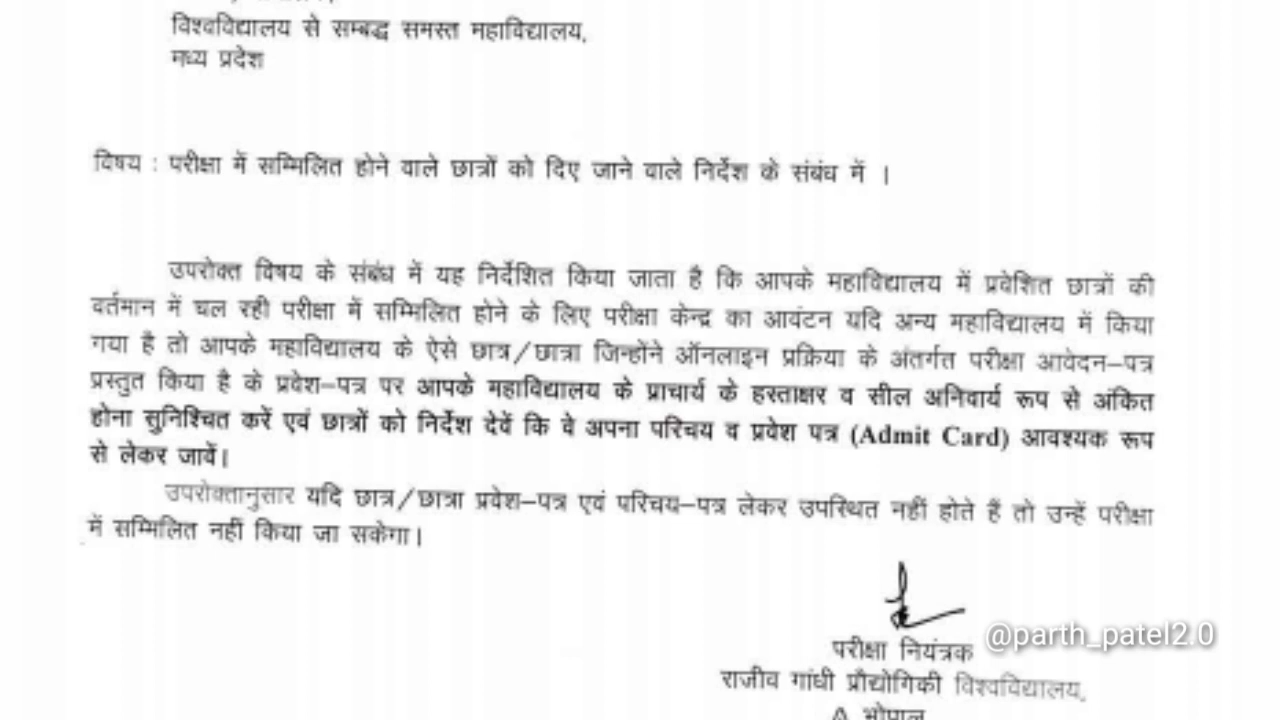 विश्वविद्यालय से सम्बद्ध समस्त महाविद्यालय,
मध्य प्रदेश
विषय : परीक्षा में सम्मिलित होने वाले छात्रों को दिए जाने वाले निर्देश के संबंध में ।
उपरोक्त विषय के संबंध में यह निर्देशित किया जाता है कि आपके महाविद्यालय में प्रवेशित छात्रों की
वर्तमान में चल रही परीक्षा में सम्मिलित होने के लिए परीक्षा केन्द्र का आवंटन यदि अन्य महाविद्यालय में किया
गया है तो आपके महाविद्यालय के ऐसे छात्र/छात्रा जिन्होंने ऑनलाइन प्रक्रिया के अंतर्गत परीक्षा आवेदन–पत्र
प्रस्तुत किया है के प्रवेश–पत्र पर आपके महाविद्यालय के प्राचार्य के हस्ताक्षर व सील अनिवार्य रूप से अंकित
होना सुनिश्चित करें एवं छात्रों को निर्देश देवें कि वे अपना परिचय व प्रवेश पत्र (Admit Card) आवश्यक रूप
से लेकर जावें।
उपरोक्तानुसार यदि छात्र/छात्रा प्रवेश–पत्र एवं परिचय–पत्र लेकर उपस्थित नहीं होते हैं तो उन्हें परीक्षा
में सम्मिलित नहीं किया जा सकेगा।
परीक्षा नियंत्रक
@parth_patel2.0
राजीव गांधी प्रौद्योगिकी विश्वविद्यालय,
भोपाल